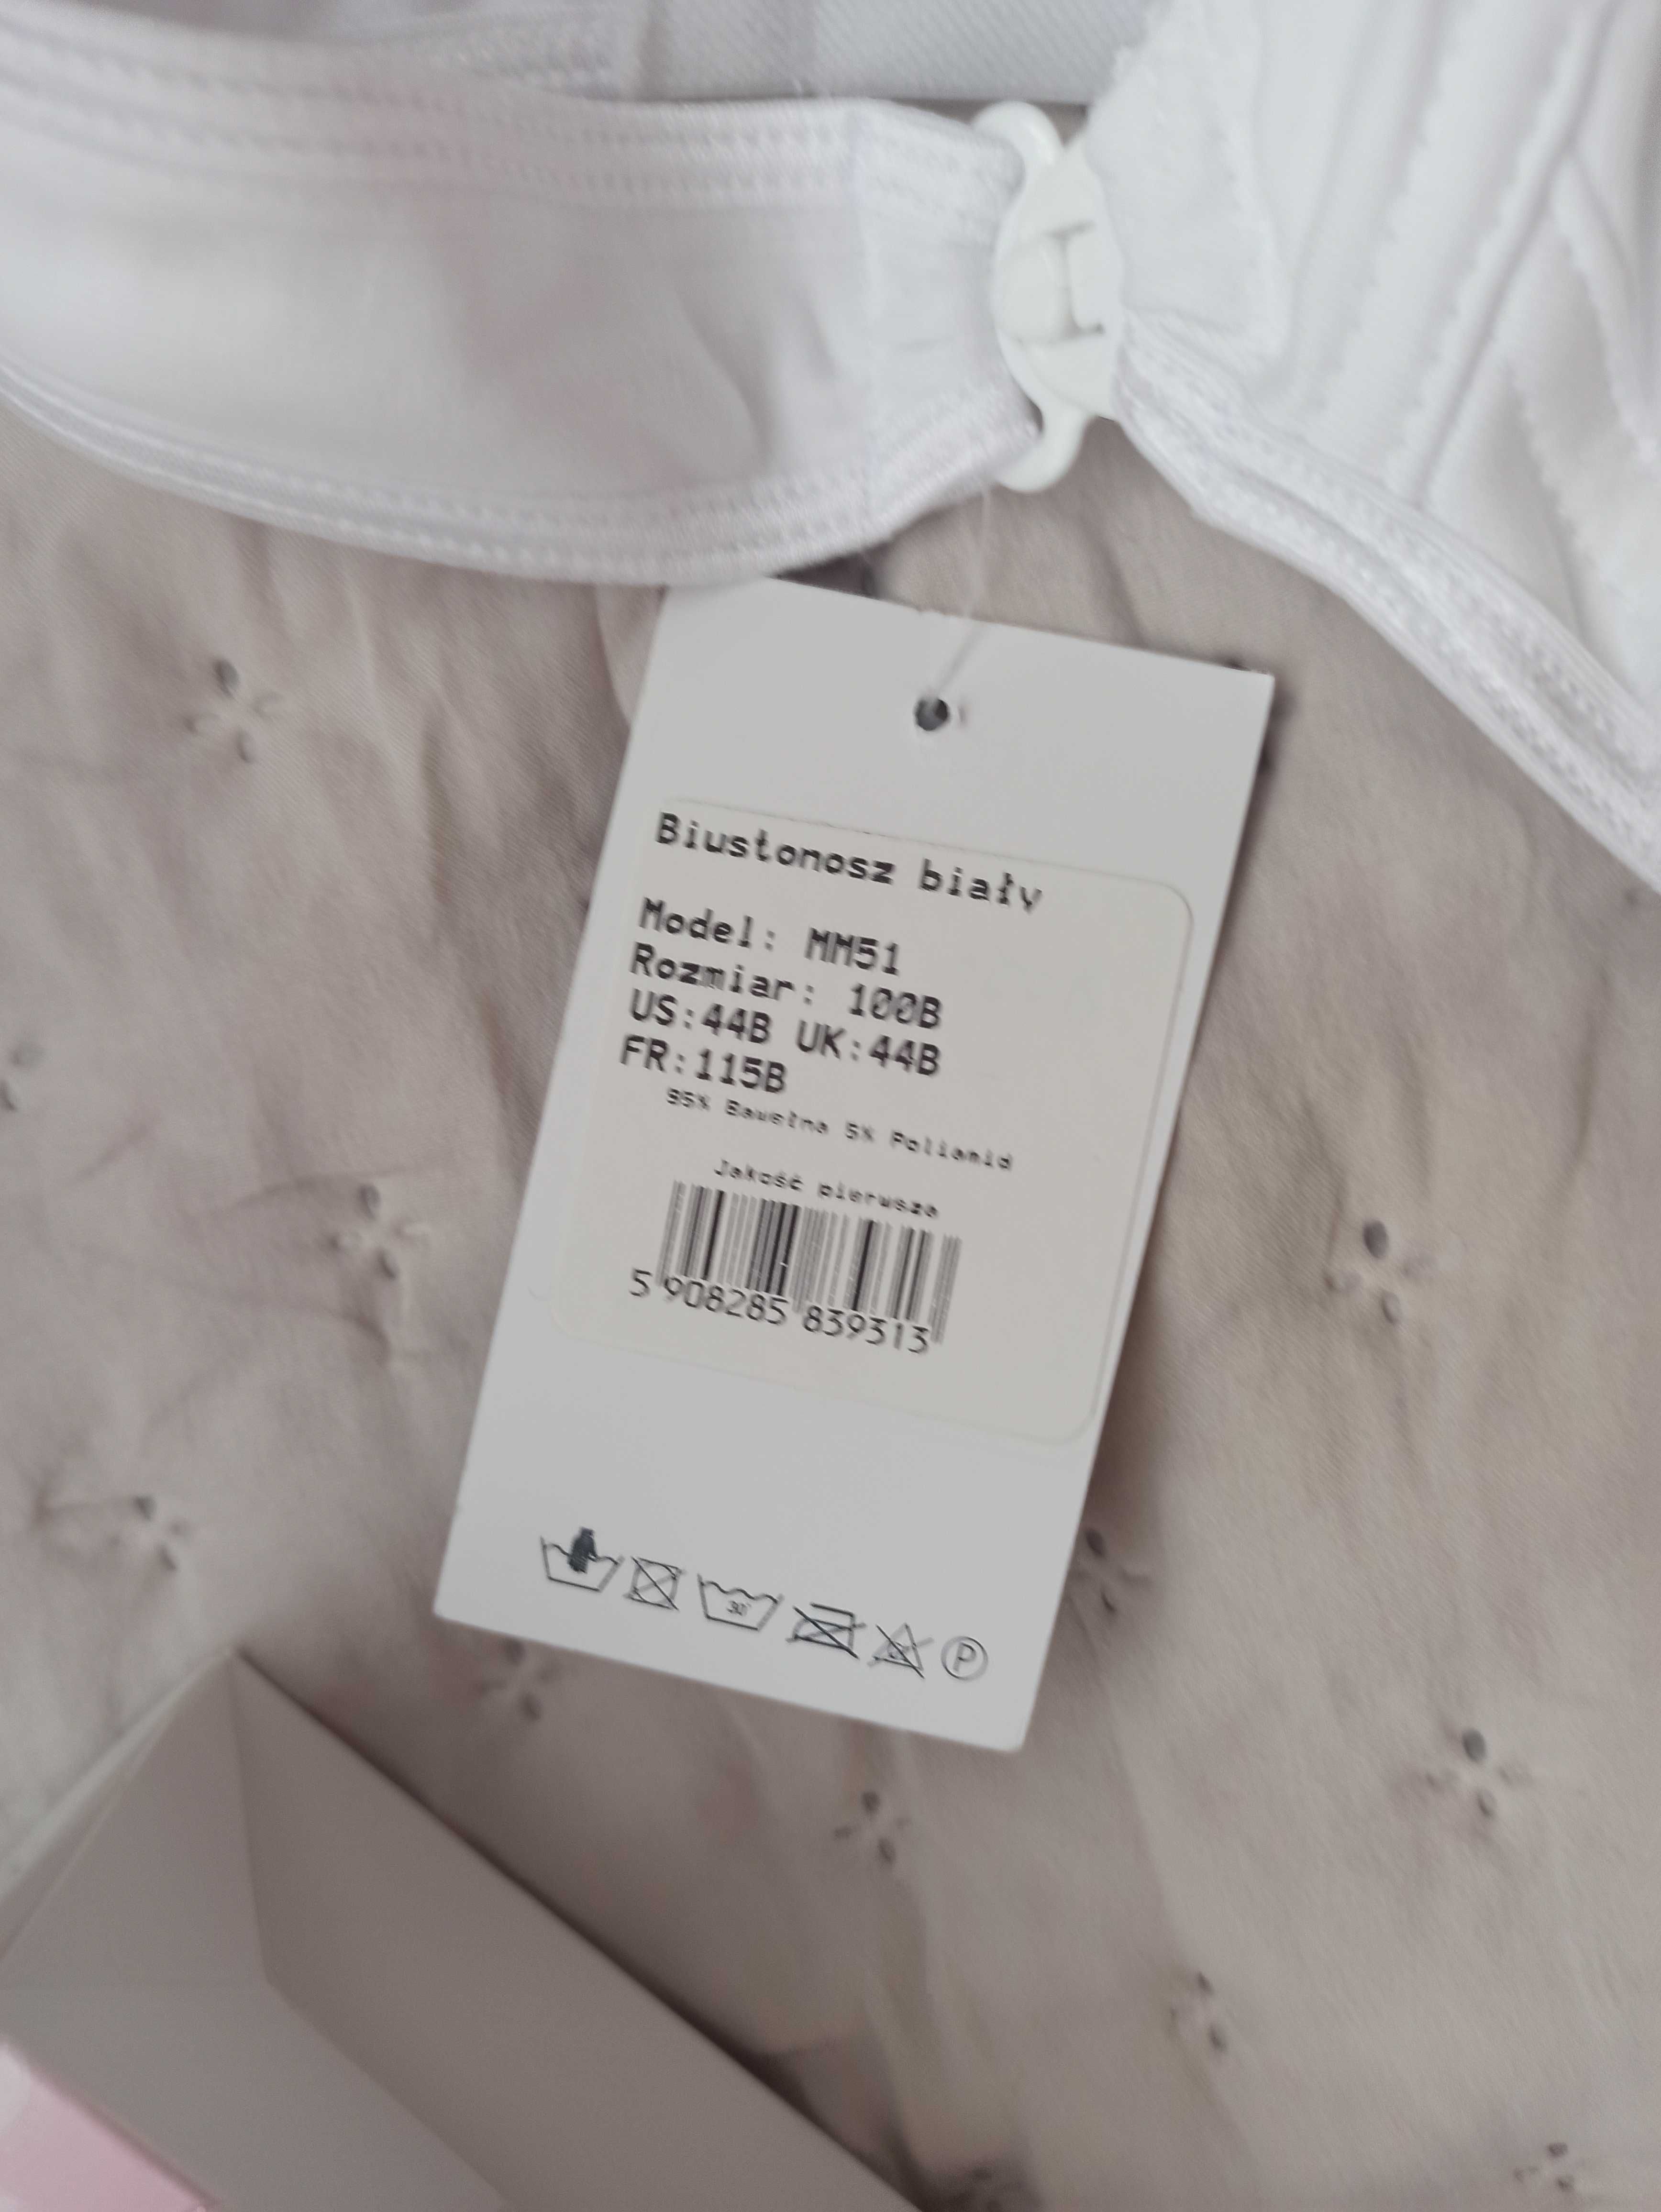 Biustonosz biały
Model: MM51
Rozmiar: 100B
US:44B UK:44B
FR:115B
95% Bawełna 5% Poliamid
Jakość pierwsza
5 908285 839313
30°
P